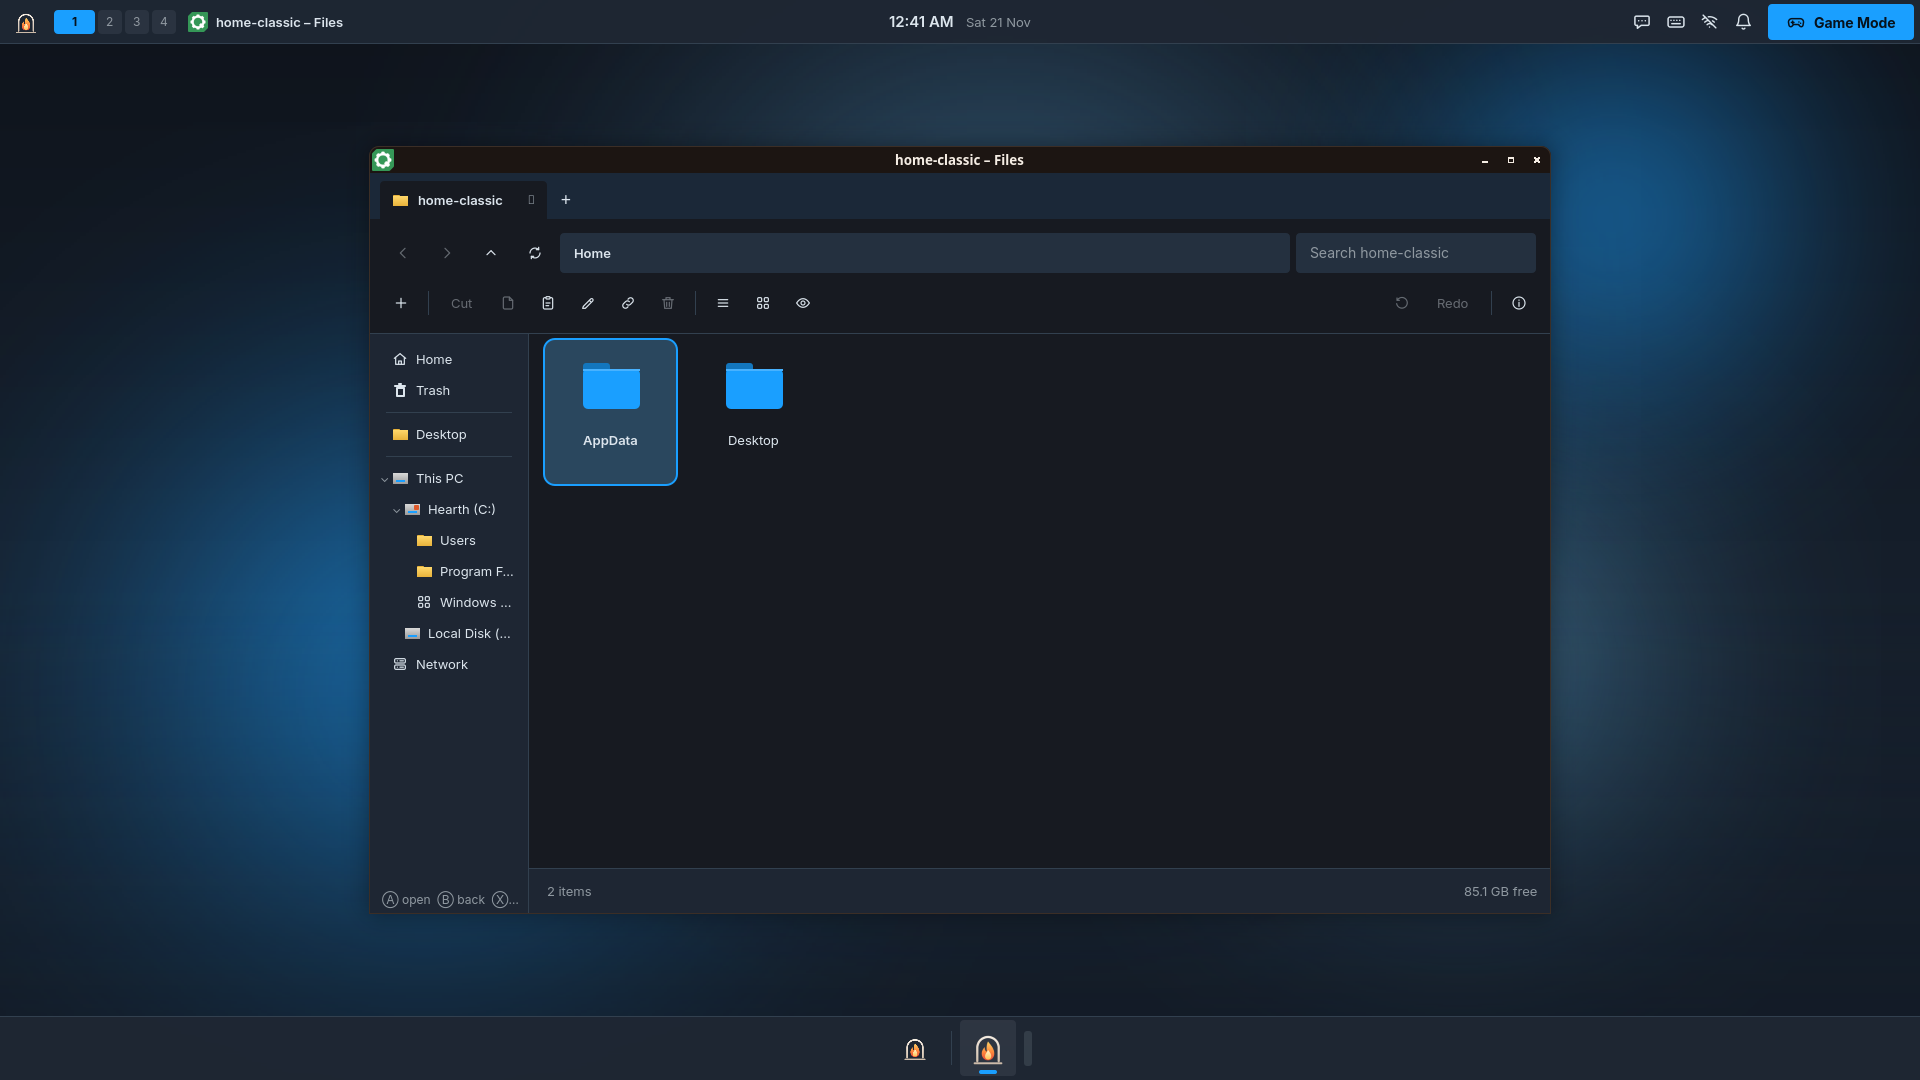 1 2 3 4 home-classic – Files 12:41 AM Sat 21 Nov Game Mode
home-classic – Files
home-classic +
Home Search home-classic
Cut Redo
Home
Trash
Desktop
This PC
Hearth (C:)
Users
Program F...
Windows ...
Local Disk (...
Network
AppData Desktop
A open B back X...
2 items 85.1 GB free